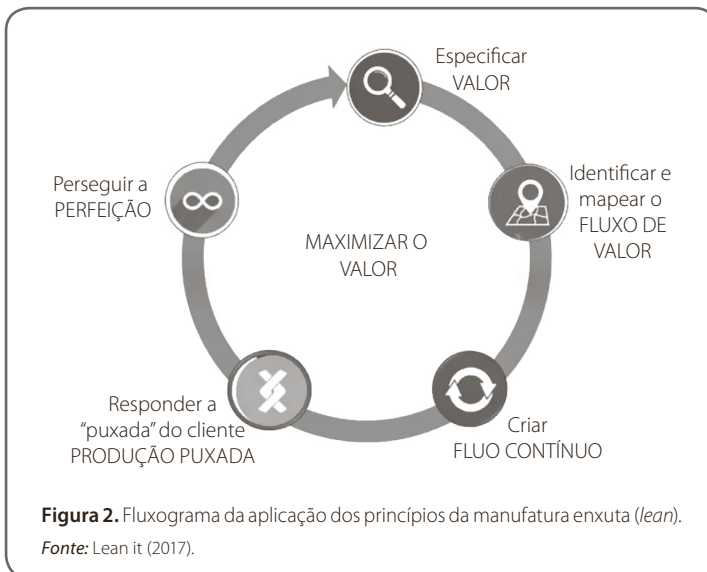 Especificar
VALOR
Identificar e
mapear o
FLUXO DE
VALOR
Criar
FLUO CONTÍNUO
Responder a
“puxada” do cliente
PRODUÇÃO PUXADA
Perseguir a
PERFEIÇÃO
MAXIMIZAR O
VALOR
Figura 2. Fluxograma da aplicação dos princípios da manufatura enxuta (lean).
Fonte: Lean it (2017).